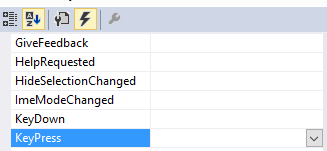 GiveFeedback
HelpRequested
HideSelectionChanged
ImeModeChanged
KeyDown
KeyPress